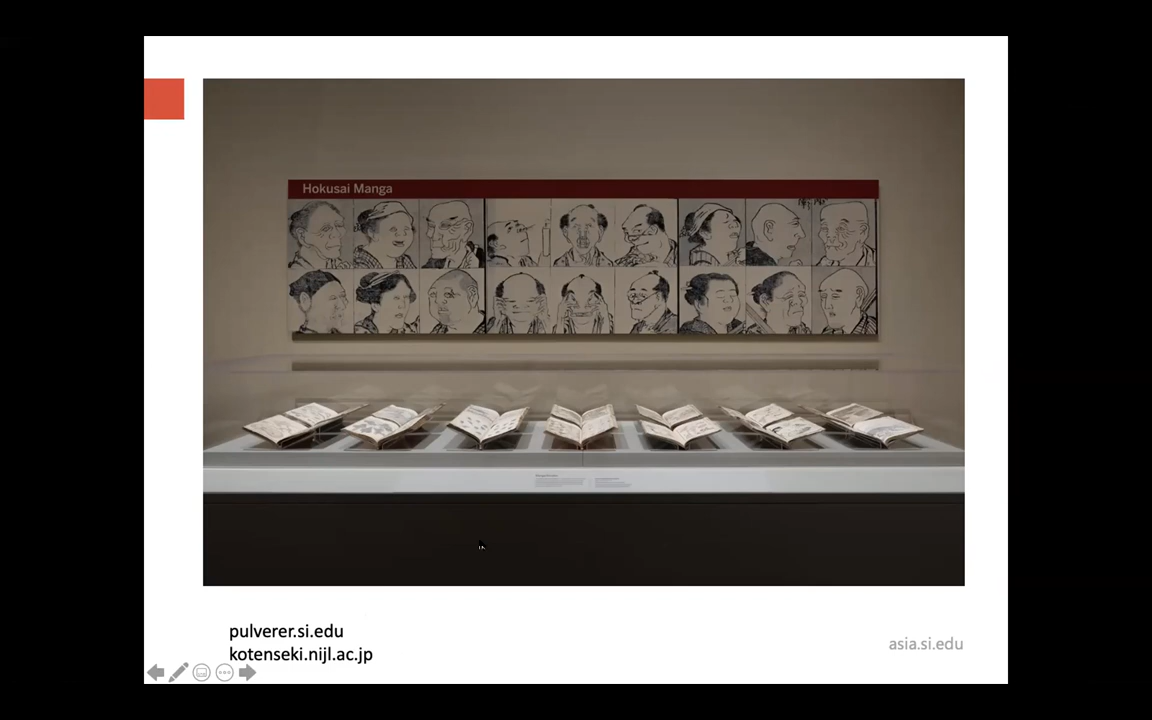 Hokusai Manga
pulverer.si.edu
kotenseki.nijl.ac.jp
asia.si.edu